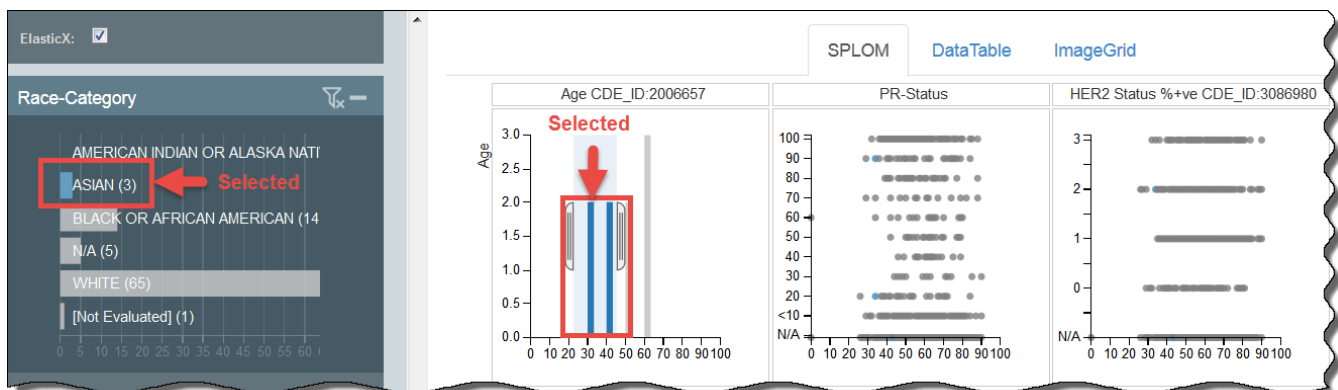 ElasticX:
Race-Category
AMERICAN INDIAN OR ALASKA NATI
ASIAN (3)
Selected
BLACK OR AFRICAN AMERICAN (14
N/A (5)
WHITE (65)
[Not Evaluated] (1)
0 5 10 15 20 25 30 35 40 45 50 55 60
SPLOM DataTable ImageGrid
Age CDE_ID:2006657
Selected
Age
3.0
2.5
2.0
1.5
1.0
0.5
0.0
0 10 20 30 40 50 60 70 80 90 100
PR-Status
100
90
80
70
60
50
40
30
20
<10
N/A
0 10 20 30 40 50 60 70 80 90 100
HER2 Status %+ve CDE_ID:3086980
3
2
1
0
N/A
0 10 20 30 40 50 60 70 80 90 100